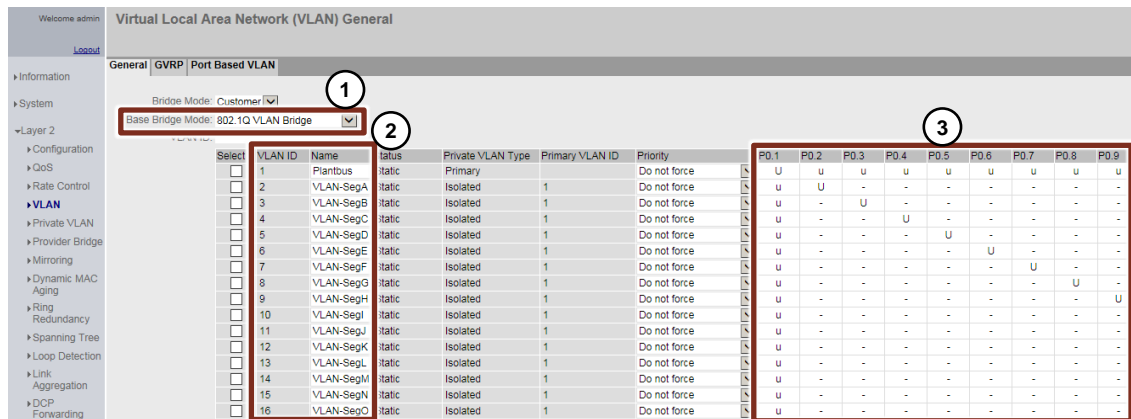 Welcome admin
Logout
Virtual Local Area Network (VLAN) General
General GVRP Port Based VLAN
▸Information
▸System
▾Layer 2
▸Configuration
▸QoS
▸Rate Control
▸VLAN
▸Private VLAN
▸Provider Bridge
▸Mirroring
▸Dynamic MAC
Aging
▸Ring
Redundancy
▸Spanning Tree
▸Loop Detection
▸Link
Aggregation
▸DCP
Forwarding
1
Bridge Mode: Customer
Base Bridge Mode: 802.1Q VLAN Bridge
2
3
Select VLAN ID Name Status Private VLAN Type Primary VLAN ID Priority P0.1 P0.2 P0.3 P0.4 P0.5 P0.6 P0.7 P0.8 P0.9
1 Plantbus Static Primary Do not force U u u u u u u u u
2 VLAN-SegA Static Isolated 1 Do not force u U - - - - - - -
3 VLAN-SegB Static Isolated 1 Do not force u - U - - - - - -
4 VLAN-SegC Static Isolated 1 Do not force u - - U - - - - -
5 VLAN-SegD Static Isolated 1 Do not force u - - - U - - - -
6 VLAN-SegE Static Isolated 1 Do not force u - - - - U - - -
7 VLAN-SegF Static Isolated 1 Do not force u - - - - - U - -
8 VLAN-SegG Static Isolated 1 Do not force u - - - - - - U -
9 VLAN-SegH Static Isolated 1 Do not force u - - - - - - - U
10 VLAN-SegI Static Isolated 1 Do not force u - - - - - - - -
11 VLAN-SegJ Static Isolated 1 Do not force u - - - - - - - -
12 VLAN-SegK Static Isolated 1 Do not force u - - - - - - - -
13 VLAN-SegL Static Isolated 1 Do not force u - - - - - - - -
14 VLAN-SegM Static Isolated 1 Do not force u - - - - - - - -
15 VLAN-SegN Static Isolated 1 Do not force u - - - - - - - -
16 VLAN-SegO Static Isolated 1 Do not force u - - - - - - - -